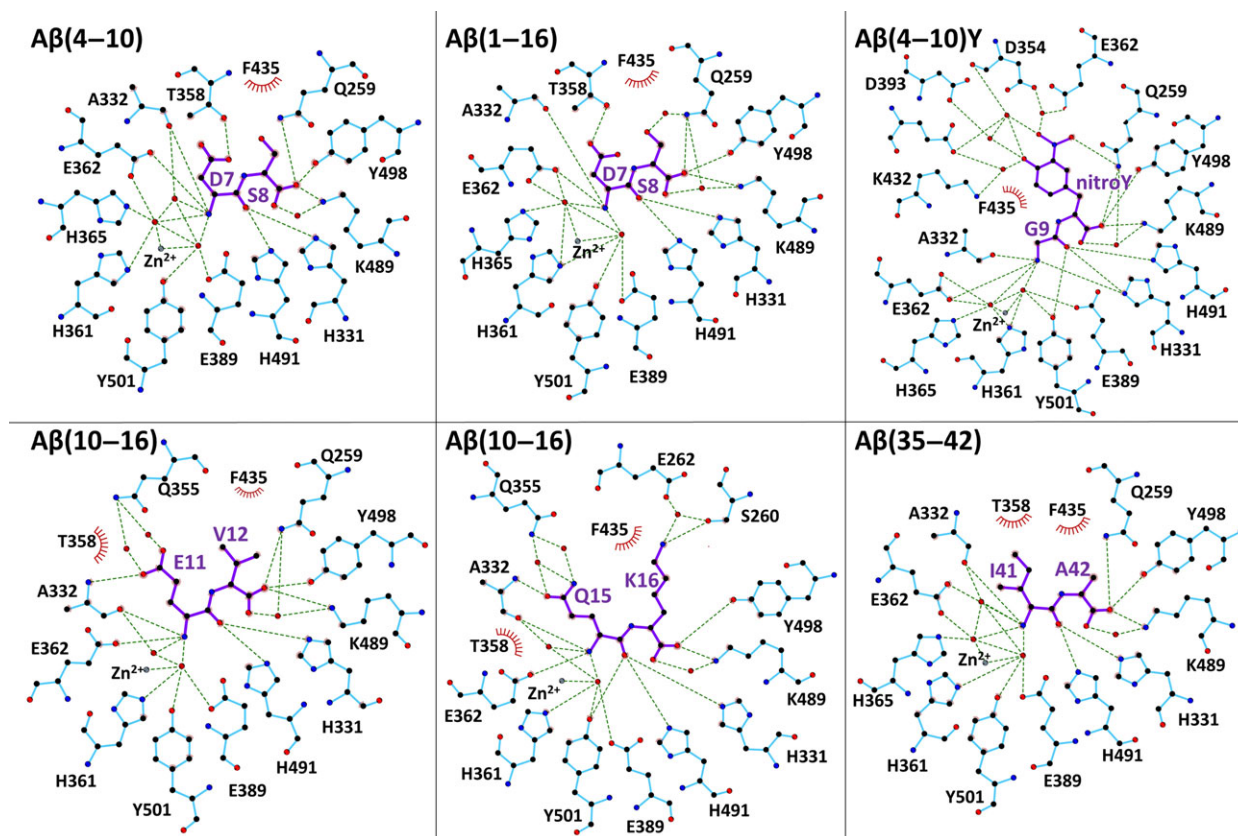 Aβ(4–10)
F435
T358
Q259
A332
E362
D7
S8
Y498
H365
Zn2+
K489
H361
H331
E389
H491
Y501
Aβ(1–16)
F435
T358
Q259
A332
Y498
E362
D7
S8
H365
Zn2+
K489
H331
H361
H491
Y501
E389
Aβ(4–10)Y
D354
E362
D393
Q259
Y498
nitroY
K432
F435
K489
G9
A332
H491
E362
Zn2+
H331
H365
H361
E389
Y501
Aβ(10–16)
Q259
F435
Q355
Y498
V12
T358
E11
A332
K489
E362
Zn2+
H331
H491
H361
E389
Y501
Aβ(10–16)
E262
Q355
S260
F435
A332
K16
Q15
Y498
T358
K489
E362
Zn2+
H331
H361
H491
Y501
E389
Aβ(35–42)
Q259
T358
F435
A332
Y498
I41
A42
E362
K489
Zn2+
H365
H331
H491
H361
E389
Y501